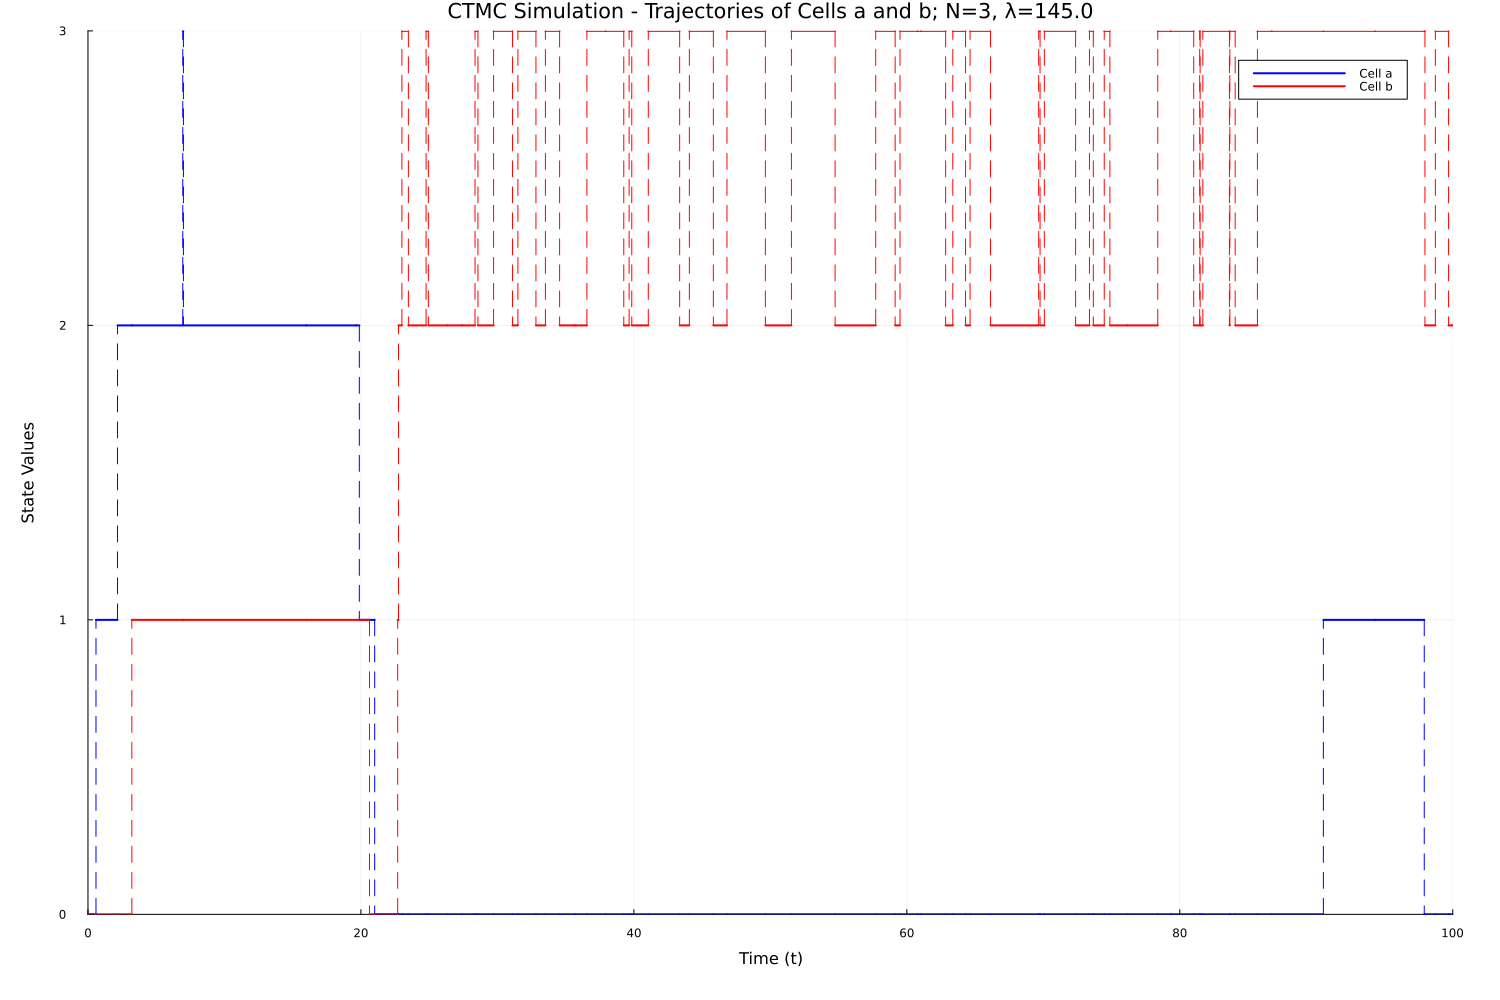 CTMC Simulation - Trajectories of Cells a and b; N=3, λ=145.0
3
Cell a
Cell b
2
State Values
1
0
0 20 40 60 80 100
Time (t)